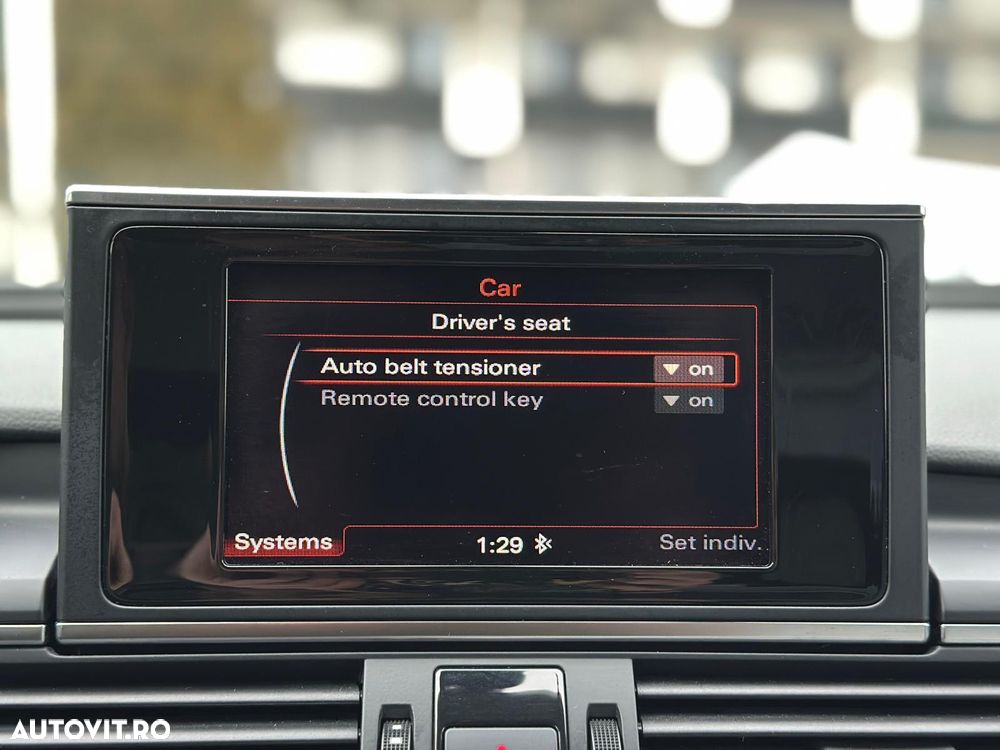 Car
Driver's seat
Auto belt tensioner on
Remote control key on
Systems 1:29 Set indiv.
AUTOVIT.RO